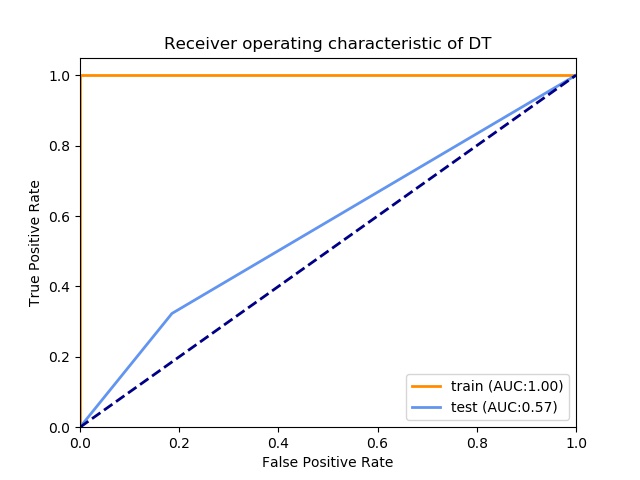 Receiver operating characteristic of DT
1.0
0.8
0.6
0.4
0.2
0.0
True Positive Rate
0.0 0.2 0.4 0.6 0.8 1.0
False Positive Rate
train (AUC:1.00)
test (AUC:0.57)